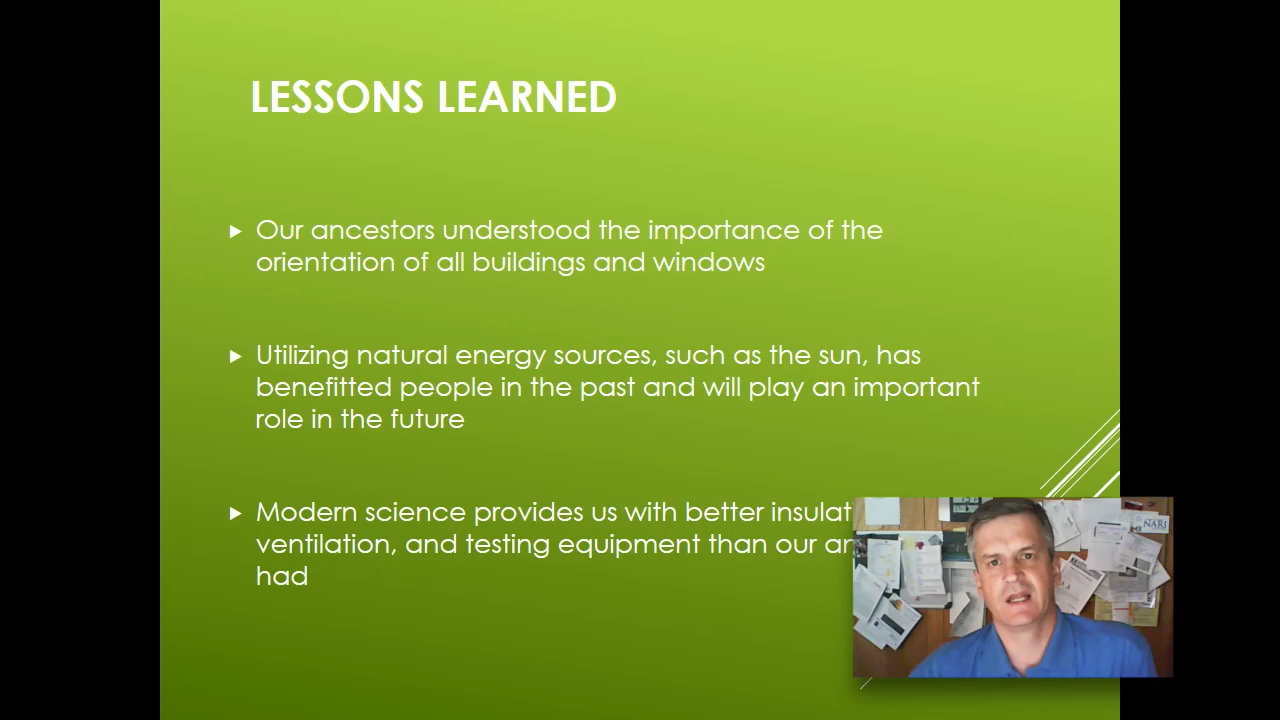 LESSONS LEARNED
Our ancestors understood the importance of the
orientation of all buildings and windows
Utilizing natural energy sources, such as the sun, has
benefitted people in the past and will play an important
role in the future
Modern science provides us with better insulat
ventilation, and testing equipment than our an
had
NARI